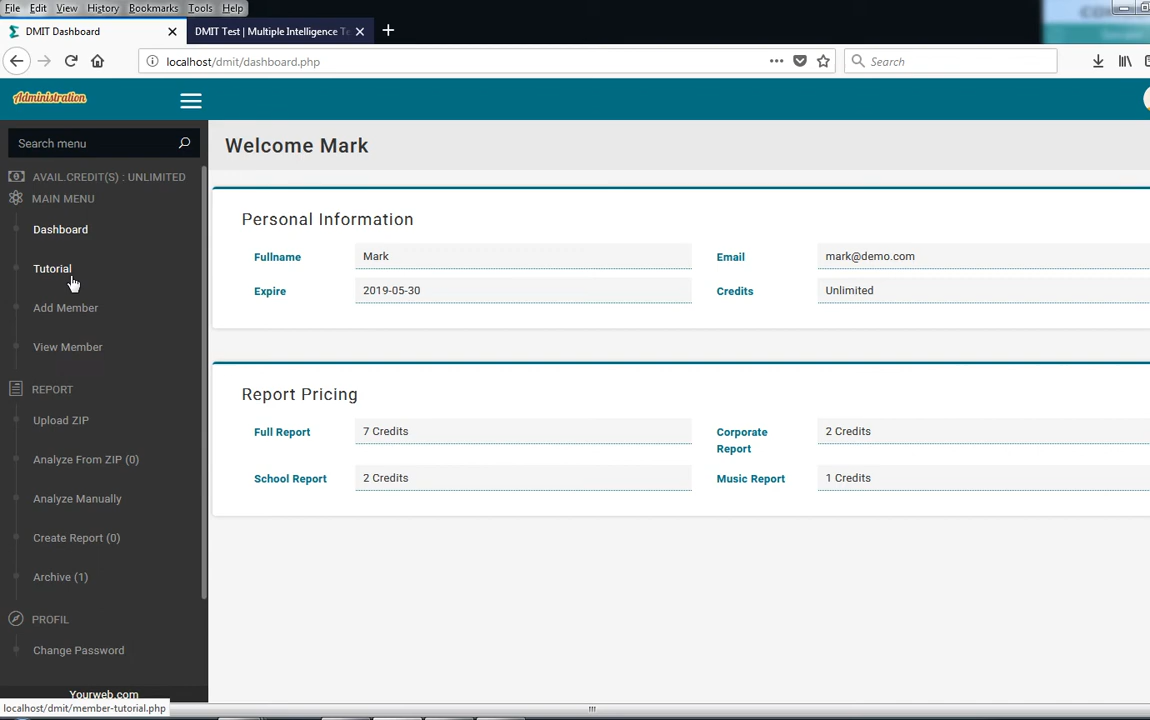 File Edit View History Bookmarks Tools Help
DMIT Dashboard
DMIT Test | Multiple Intelligence Te
localhost/dmit/dashboard.php
Search
Administration
Search menu
AVAIL.CREDIT(S) : UNLIMITED
MAIN MENU
Dashboard
Tutorial
Add Member
View Member
REPORT
Upload ZIP
Analyze From ZIP (0)
Analyze Manually
Create Report (0)
Archive (1)
PROFIL
Change Password
Yourweb.com
localhost/dmit/member-tutorial.php
Welcome Mark
Personal Information
Fullname Mark Email mark@demo.com
Expire 2019-05-30 Credits Unlimited
Report Pricing
Full Report 7 Credits Corporate Report 2 Credits
School Report 2 Credits Music Report 1 Credits